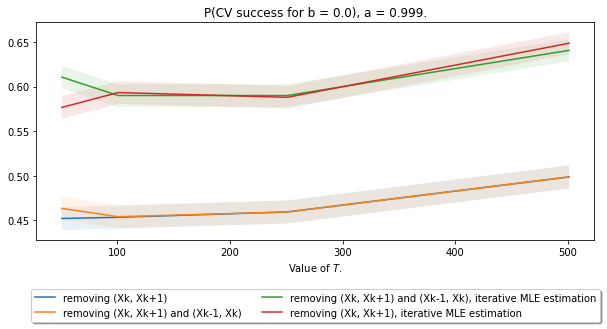 P(CV success for b = 0.0), a = 0.999.
0.65
0.60
0.55
0.50
0.45
100
200
300
400
500
Value of T.
removing (Xk, Xk+1)
removing (Xk, Xk+1) and (Xk-1, Xk)
removing (Xk, Xk+1) and (Xk-1, Xk), iterative MLE estimation
removing (Xk, Xk+1), iterative MLE estimation